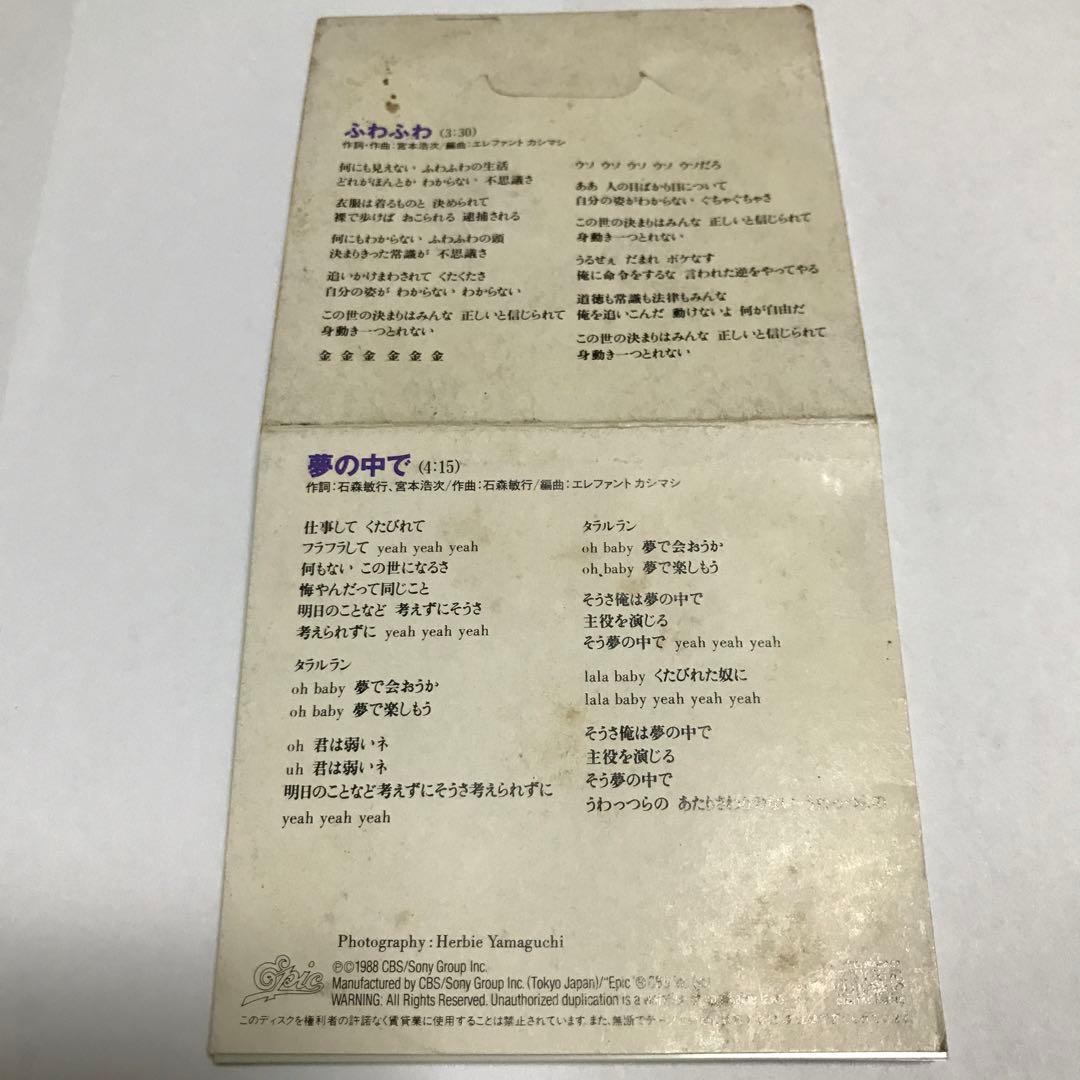 ふわふわ (3:30)
作詞・作曲:宮本浩次/編曲:エレファント カシマシ
何にも見えない ふわふわの生活
どれがほんとか わからない 不思議さ
衣服は着るものと 決められて
裸で歩けば おこられる 逮捕される
何にもわからない ふわふわの頭
決まりきった常識が 不思議さ
追いかけまわされて くたくたさ
自分の姿が わからない わからない
この世の決まりはみんな 正しいと信じられて
身動き一つとれない
金 金 金 金 金 金
ウソ ウソ ウソ ウソ ウソだろ
ああ 人の目ばかり目について
自分の姿がわからない ぐちゃぐちゃさ
この世の決まりはみんな 正しいと信じられて
身動き一つとれない
うるせぇ だまれ ボケなす
俺に命令をするな 言われた逆をやってやる
道徳も常識も法律もみんな
俺を追いこんだ 動けないよ 何が自由だ
この世の決まりはみんな 正しいと信じられて
身動き一つとれない
夢の中で (4:15)
作詞:石森敏行、宮本浩次/作曲:石森敏行/編曲:エレファント カシマシ
仕事して くたびれて
フラフラして yeah yeah yeah
何もない この世になるさ
悔やんだって同じこと
明日のことなど 考えずにそうさ
考えられずに yeah yeah yeah
タラルラン
oh baby 夢で会おうか
oh baby 夢で楽しもう
oh 君は弱いネ
uh 君は弱いネ
明日のことなど考えずにそうさ考えられずに
yeah yeah yeah
タラルラン
oh baby 夢で会おうか
oh baby 夢で楽しもう
そうさ俺は夢の中で
主役を演じる
そう夢の中で yeah yeah yeah
lala baby くたびれた奴に
lala baby yeah yeah yeah
そうさ俺は夢の中で
主役を演じる
そう夢の中で
うわっつらの あたりさわり
Photography : Herbie Yamaguchi
Epic
℗©1988 CBS/Sony Group Inc.
Manufactured by CBS/Sony Group Inc. (Tokyo Japan)/"Epic"®
WARNING: All Rights Reserved. Unauthorized duplication is a
このディスクを権利者の許諾なく賃貸業に使用することは禁止されています。また、無断で